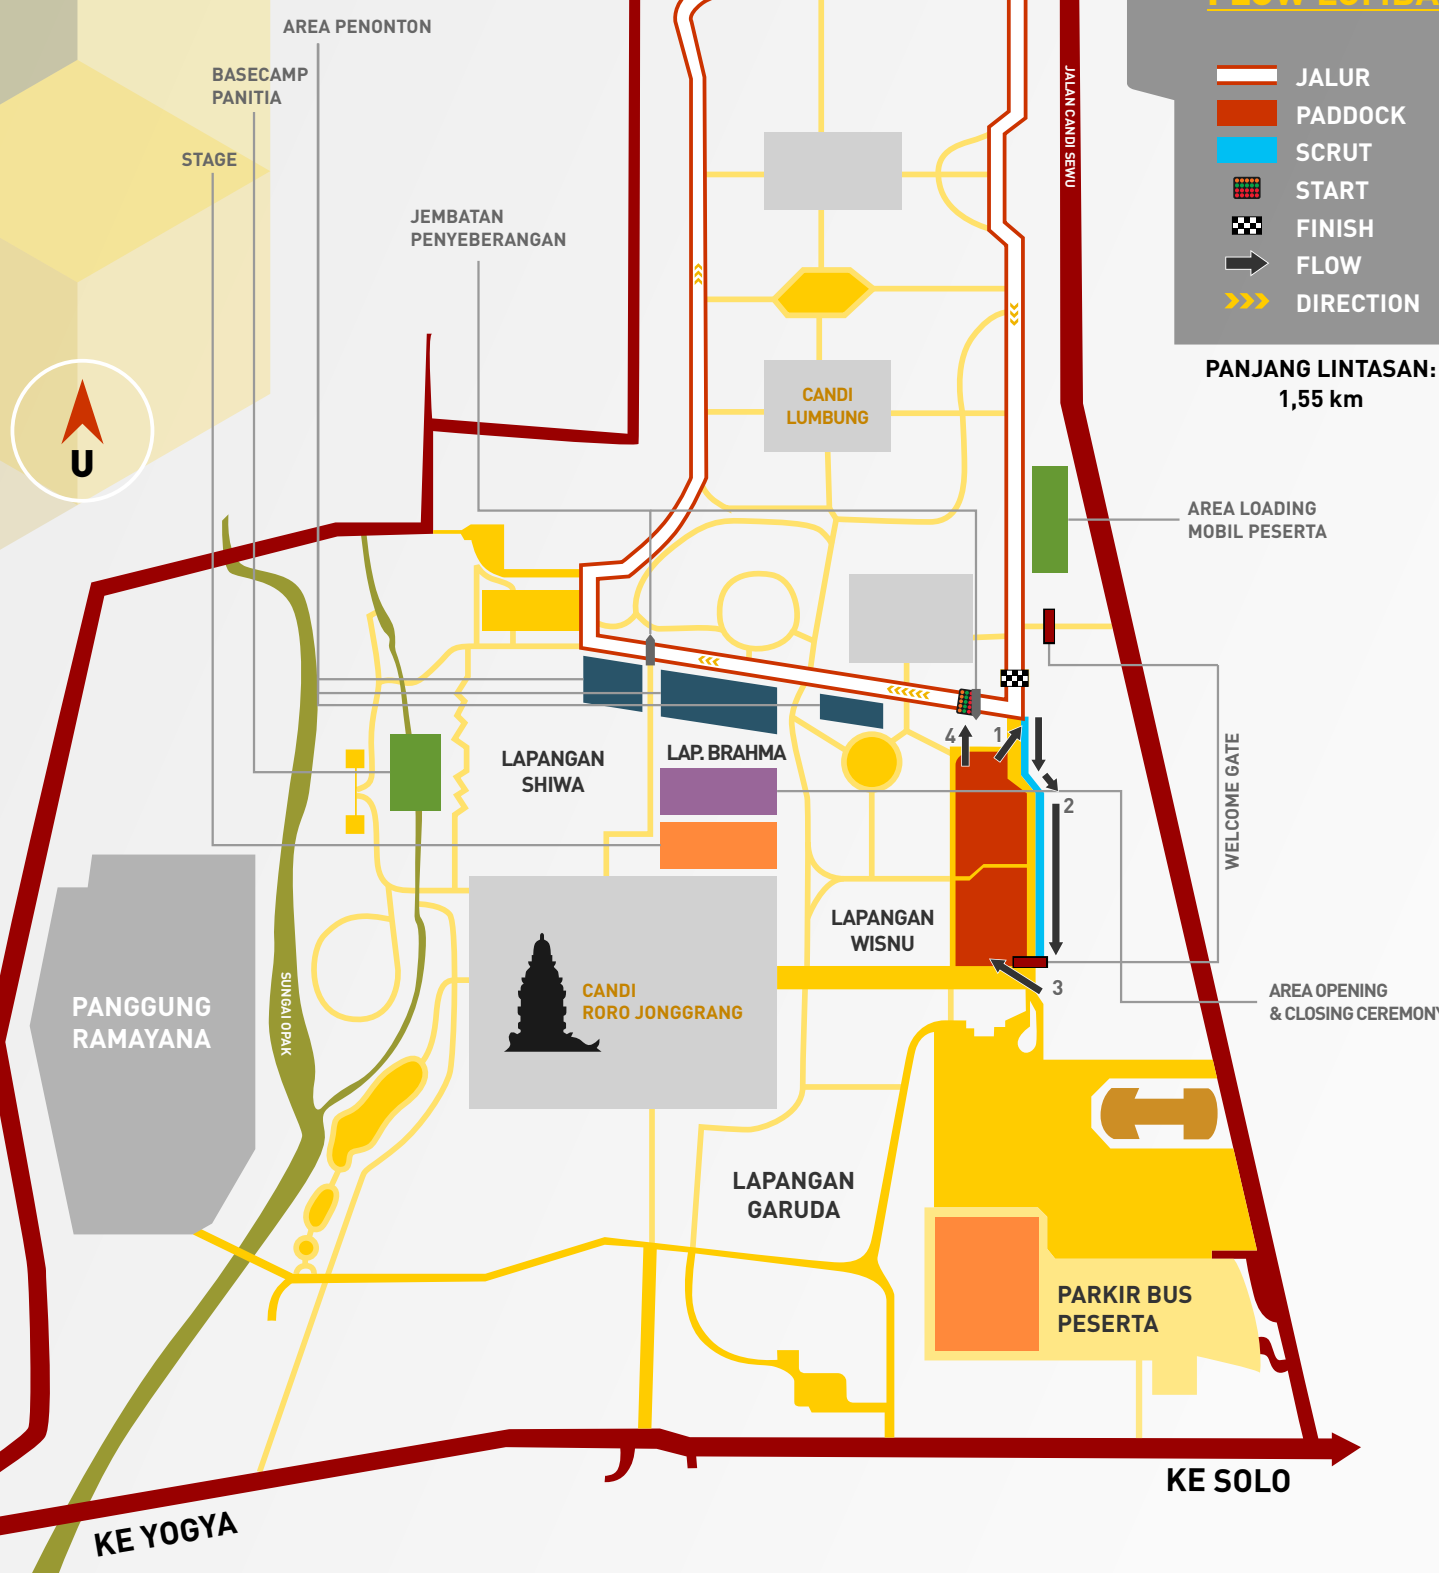 AREA PENONTON
BASECAMP
PANITIA
STAGE
JEMBATAN
PENYEBERANGAN
JALAN CANDI SEWU
JALUR
PADDOCK
SCRUT
START
FINISH
FLOW
DIRECTION
PANJANG LINTASAN:
1,55 km
U
CANDI
LUMBUNG
AREA LOADING
MOBIL PESERTA
LAPANGAN
SHIWA
LAP. BRAHMA
4
1
2
WELCOME GATE
LAPANGAN
WISNU
3
PANGGUNG
RAMAYANA
SUNGAI OPAK
CANDI
RORO JONGGRANG
AREA OPENING
& CLOSING CEREMONY
LAPANGAN
GARUDA
PARKIR BUS
PESERTA
KE SOLO
KE YOGYA